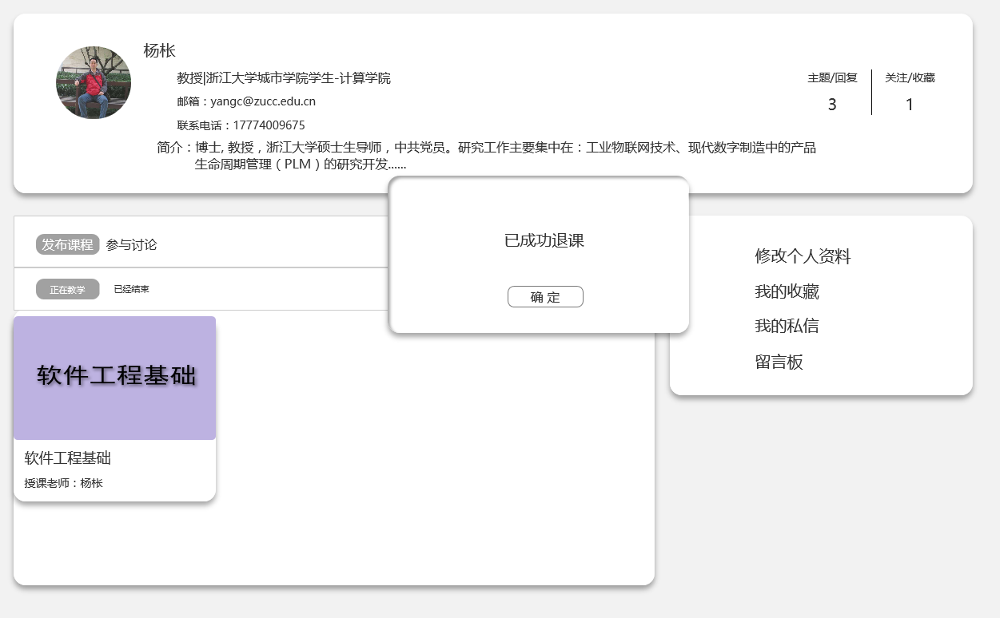 杨枨
教授|浙江大学城市学院学生-计算学院
邮箱：yangc@zucc.edu.cn
联系电话：17774009675
简介：博士, 教授，浙江大学硕士生导师，中共党员。研究工作主要集中在：工业物联网技术、现代数字制造中的产品
生命周期管理（PLM）的研究开发......
主题/回复
3
关注/收藏
1
已成功退课
确 定
发布课程 参与讨论
正在教学 已经结束
软件工程基础
软件工程基础
授课老师：杨枨
修改个人资料
我的收藏
我的私信
留言板